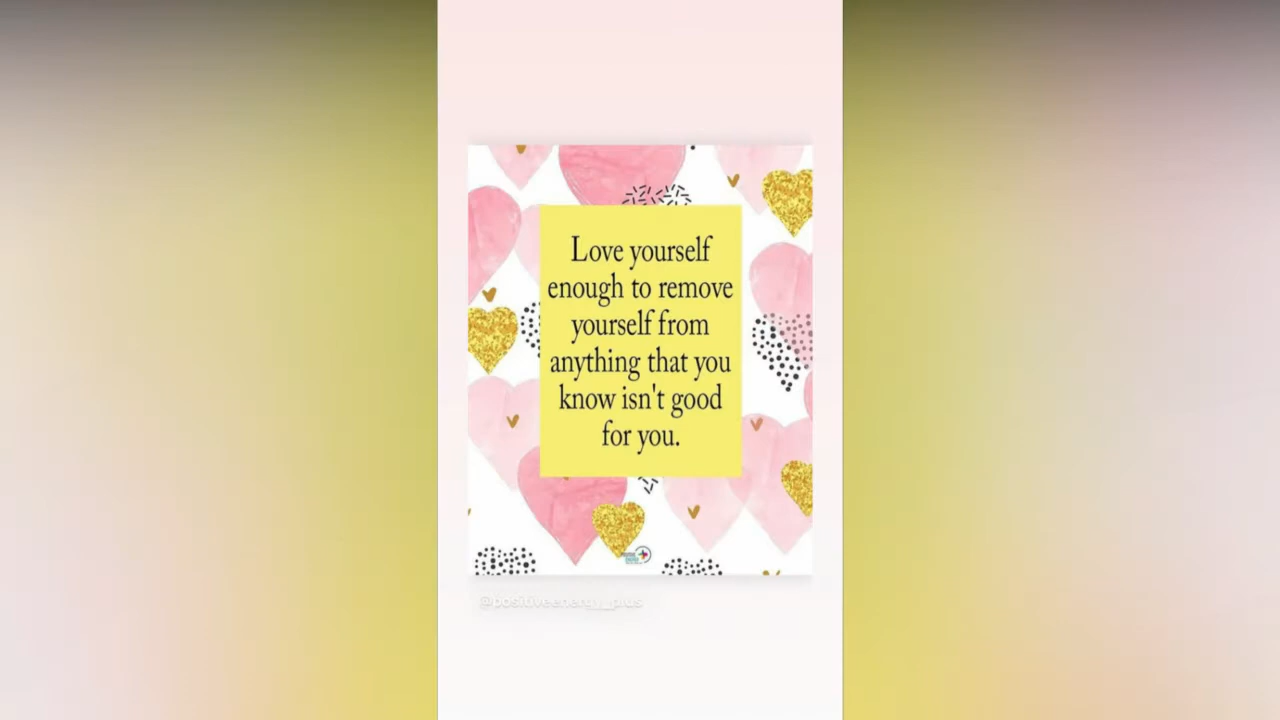 Love yourself
enough to remove
yourself from
anything that you
know isn't good
for you.
@positiveenergy_plus